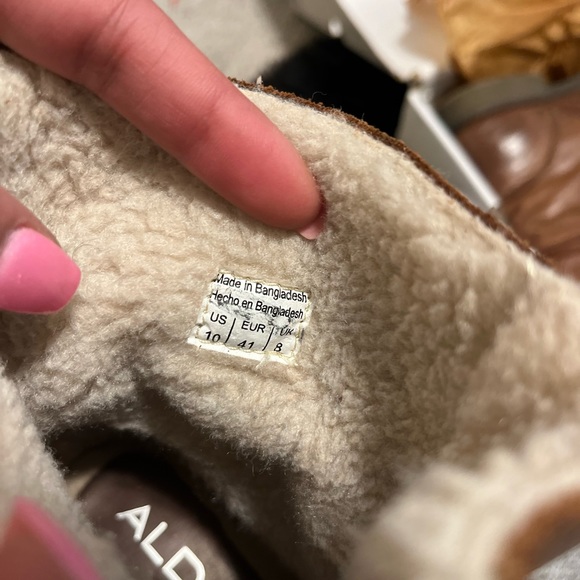 Made in Bangladesh
Hecho en Bangladesh
US / EUR / UK
10 / 41 / 8
ALD